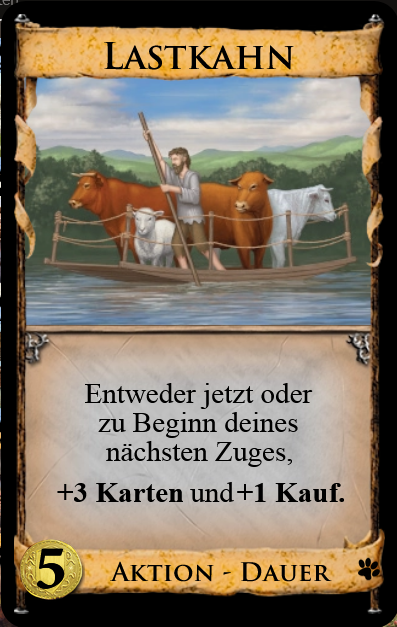 LASTKAHN
Entweder jetzt oder
zu Beginn deines
nächsten Zuges,
+3 Karten und +1 Kauf.
5
AKTION - DAUER